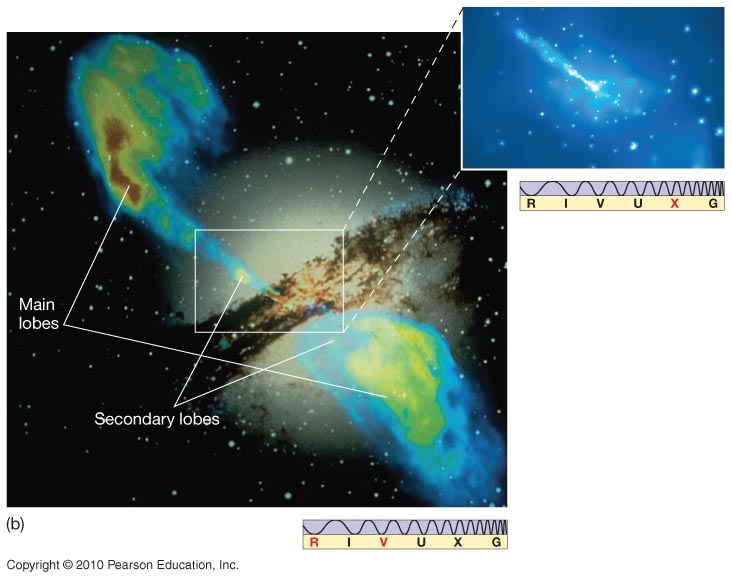 R I V U X G
Main
lobes
Secondary lobes
(b)
R I V U X G
Copyright © 2010 Pearson Education, Inc.